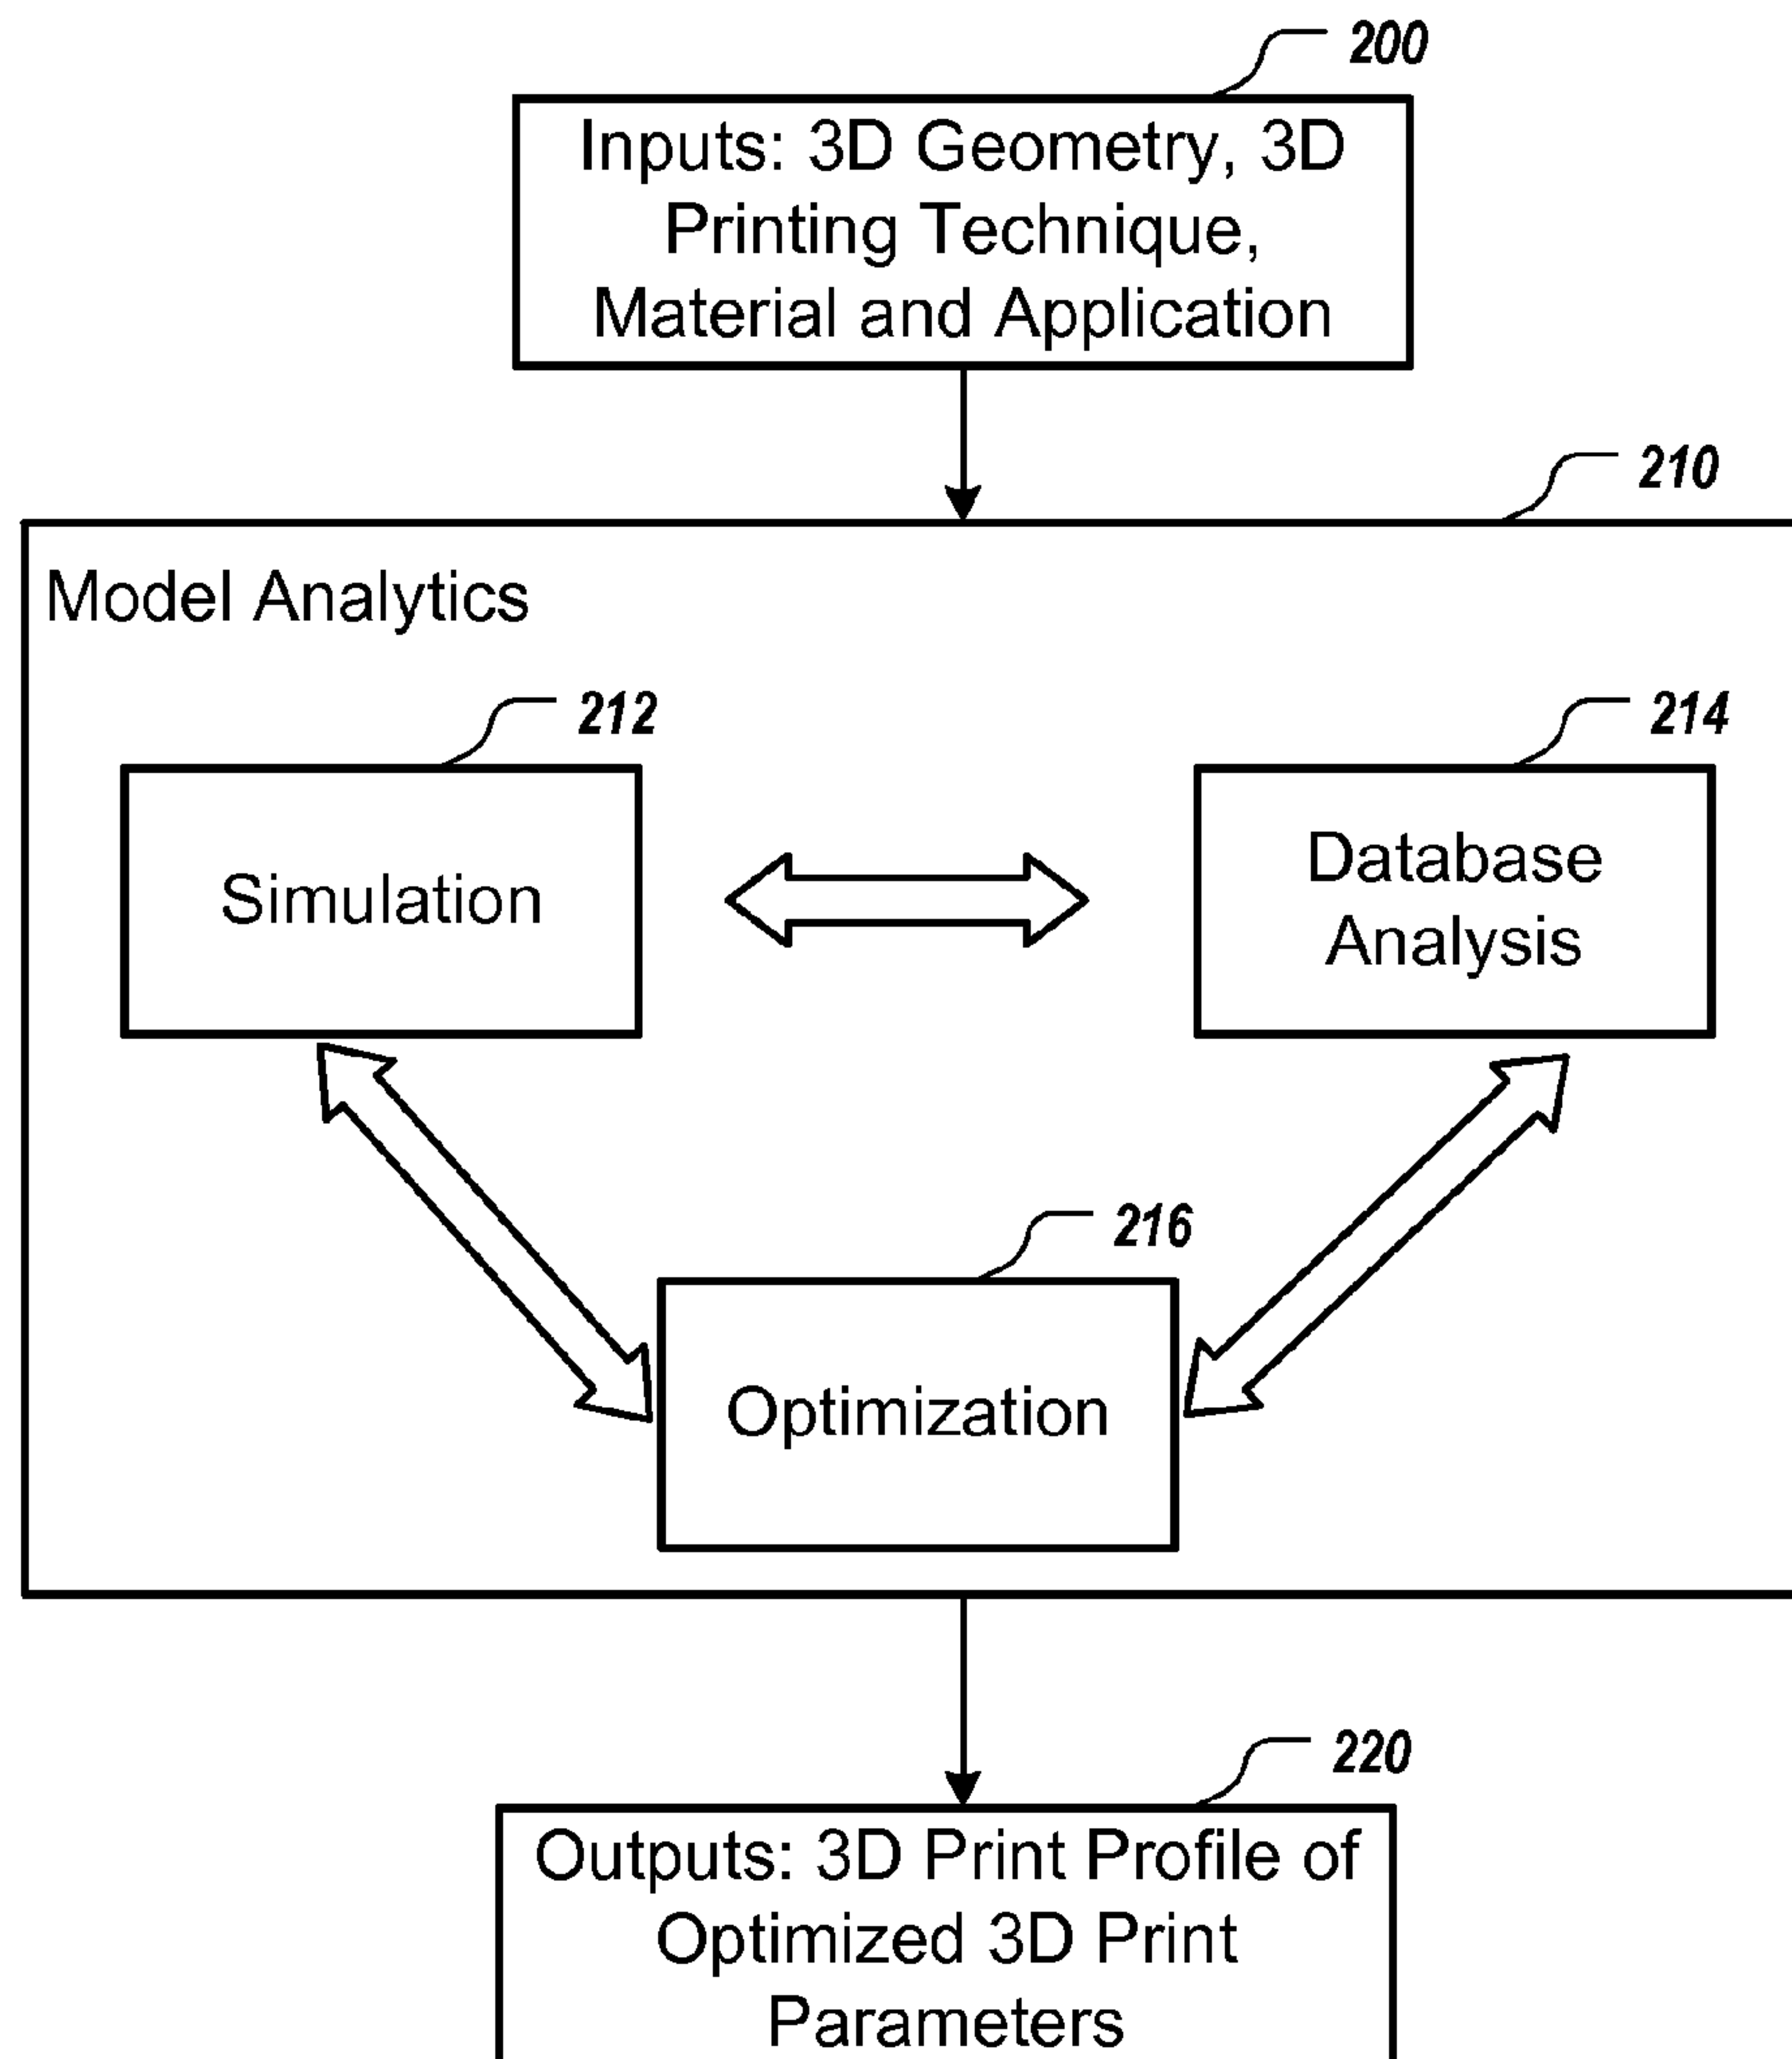 200
Inputs: 3D Geometry, 3D
Printing Technique,
Material and Application
210
Model Analytics
212
214
Simulation
Database
Analysis
216
Optimization
220
Outputs: 3D Print Profile of
Optimized 3D Print
Parameters